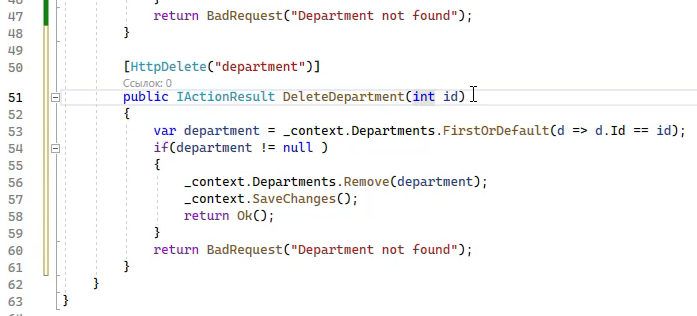 46 }
47 return BadRequest("Department not found");
48 }
49
50 [HttpDelete("department")]
Ссылок: 0
51 public IActionResult DeleteDepartment(int id)
52 {
53 var department = _context.Departments.FirstOrDefault(d => d.Id == id);
54 if(department != null )
55 {
56 _context.Departments.Remove(department);
57 _context.SaveChanges();
58 return Ok();
59 }
60 return BadRequest("Department not found");
61 }
62 }
63 }
64